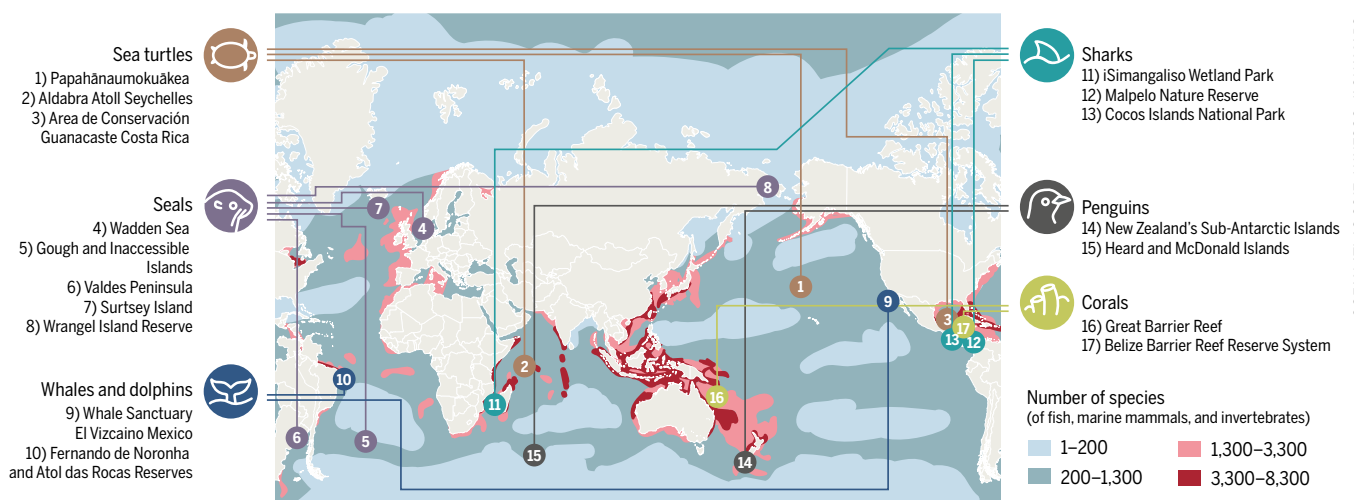 Sea turtles
1) Papahānaumokuākea
2) Aldabra Atoll Seychelles
3) Area de Conservación
Guanacaste Costa Rica
Seals
4) Wadden Sea
5) Gough and Inaccessible
Islands
6) Valdes Peninsula
7) Surtsey Island
8) Wrangel Island Reserve
Whales and dolphins
9) Whale Sanctuary
El Vizcaino Mexico
10) Fernando de Noronha
and Atol das Rocas Reserves
8
7
4
1
9
3
17
13
12
2
10
11
16
6
5
15
14
Sharks
11) iSimangaliso Wetland Park
12) Malpelo Nature Reserve
13) Cocos Islands National Park
Penguins
14) New Zealand's Sub-Antarctic Islands
15) Heard and McDonald Islands
Corals
16) Great Barrier Reef
17) Belize Barrier Reef Reserve System
Number of species
(of fish, marine mammals, and invertebrates)
1–200
1,300–3,300
200–1,300
3,300–8,300